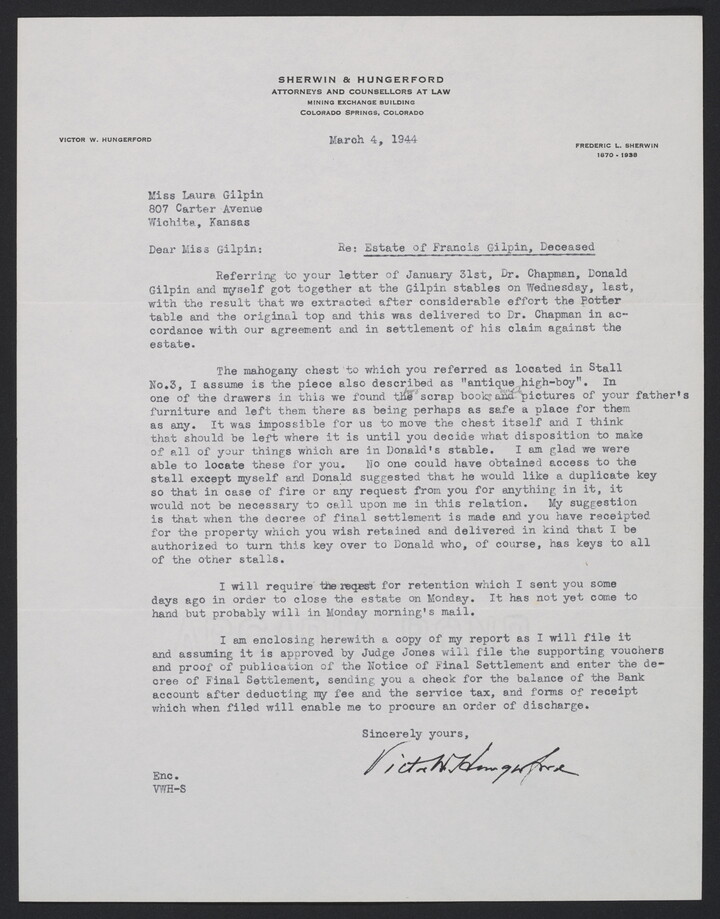 SHERWIN & HUNGERFORD
ATTORNEYS AND COUNSELLORS AT LAW
MINING EXCHANGE BUILDING
COLORADO SPRINGS, COLORADO
VICTOR W. HUNGERFORD
March 4, 1944
FREDERIC L. SHERWIN
1870 - 1938
Miss Laura Gilpin
807 Carter Avenue
Wichita, Kansas
Dear Miss Gilpin: Re: Estate of Francis Gilpin, Deceased
Referring to your letter of January 31st, Dr. Chapman, Donald
Gilpin and myself got together at the Gilpin stables on Wednesday, last,
with the result that we extracted after considerable effort the Potter
table and the original top and this was delivered to Dr. Chapman in ac-
cordance with our agreement and in settlement of his claim against the
estate.
The mahogany chest to which you referred as located in Stall
No.3, I assume is the piece also described as "antique high-boy". In
one of the drawers in this we found the scrap books and pictures of your father's
furniture and left them there as being perhaps as safe a place for them
as any. It was impossible for us to move the chest itself and I think
that should be left where it is until you decide what disposition to make
of all of your things which are in Donald's stable. I am glad we were
able to locate these for you. No one could have obtained access to the
stall except myself and Donald suggested that he would like a duplicate key
so that in case of fire or any request from you for anything in it, it
would not be necessary to call upon me in this relation. My suggestion
is that when the decree of final settlement is made and you have receipted
for the property which you wish retained and delivered in kind that I be
authorized to turn this key over to Donald who, of course, has keys to all
of the other stalls.
I will require the reqest for retention which I sent you some
days ago in order to close the estate on Monday. It has not yet come to
hand but probably will in Monday morning's mail.
I am enclosing herewith a copy of my report as I will file it
and assuming it is approved by Judge Jones will file the supporting vouchers
and proof of publication of the Notice of Final Settlement and enter the de-
cree of Final Settlement, sending you a check for the balance of the Bank
account after deducting my fee and the service tax, and forms of receipt
which when filed will enable me to procure an order of discharge.
Sincerely yours,
Victor W. Hungerford
Enc.
VWH-S